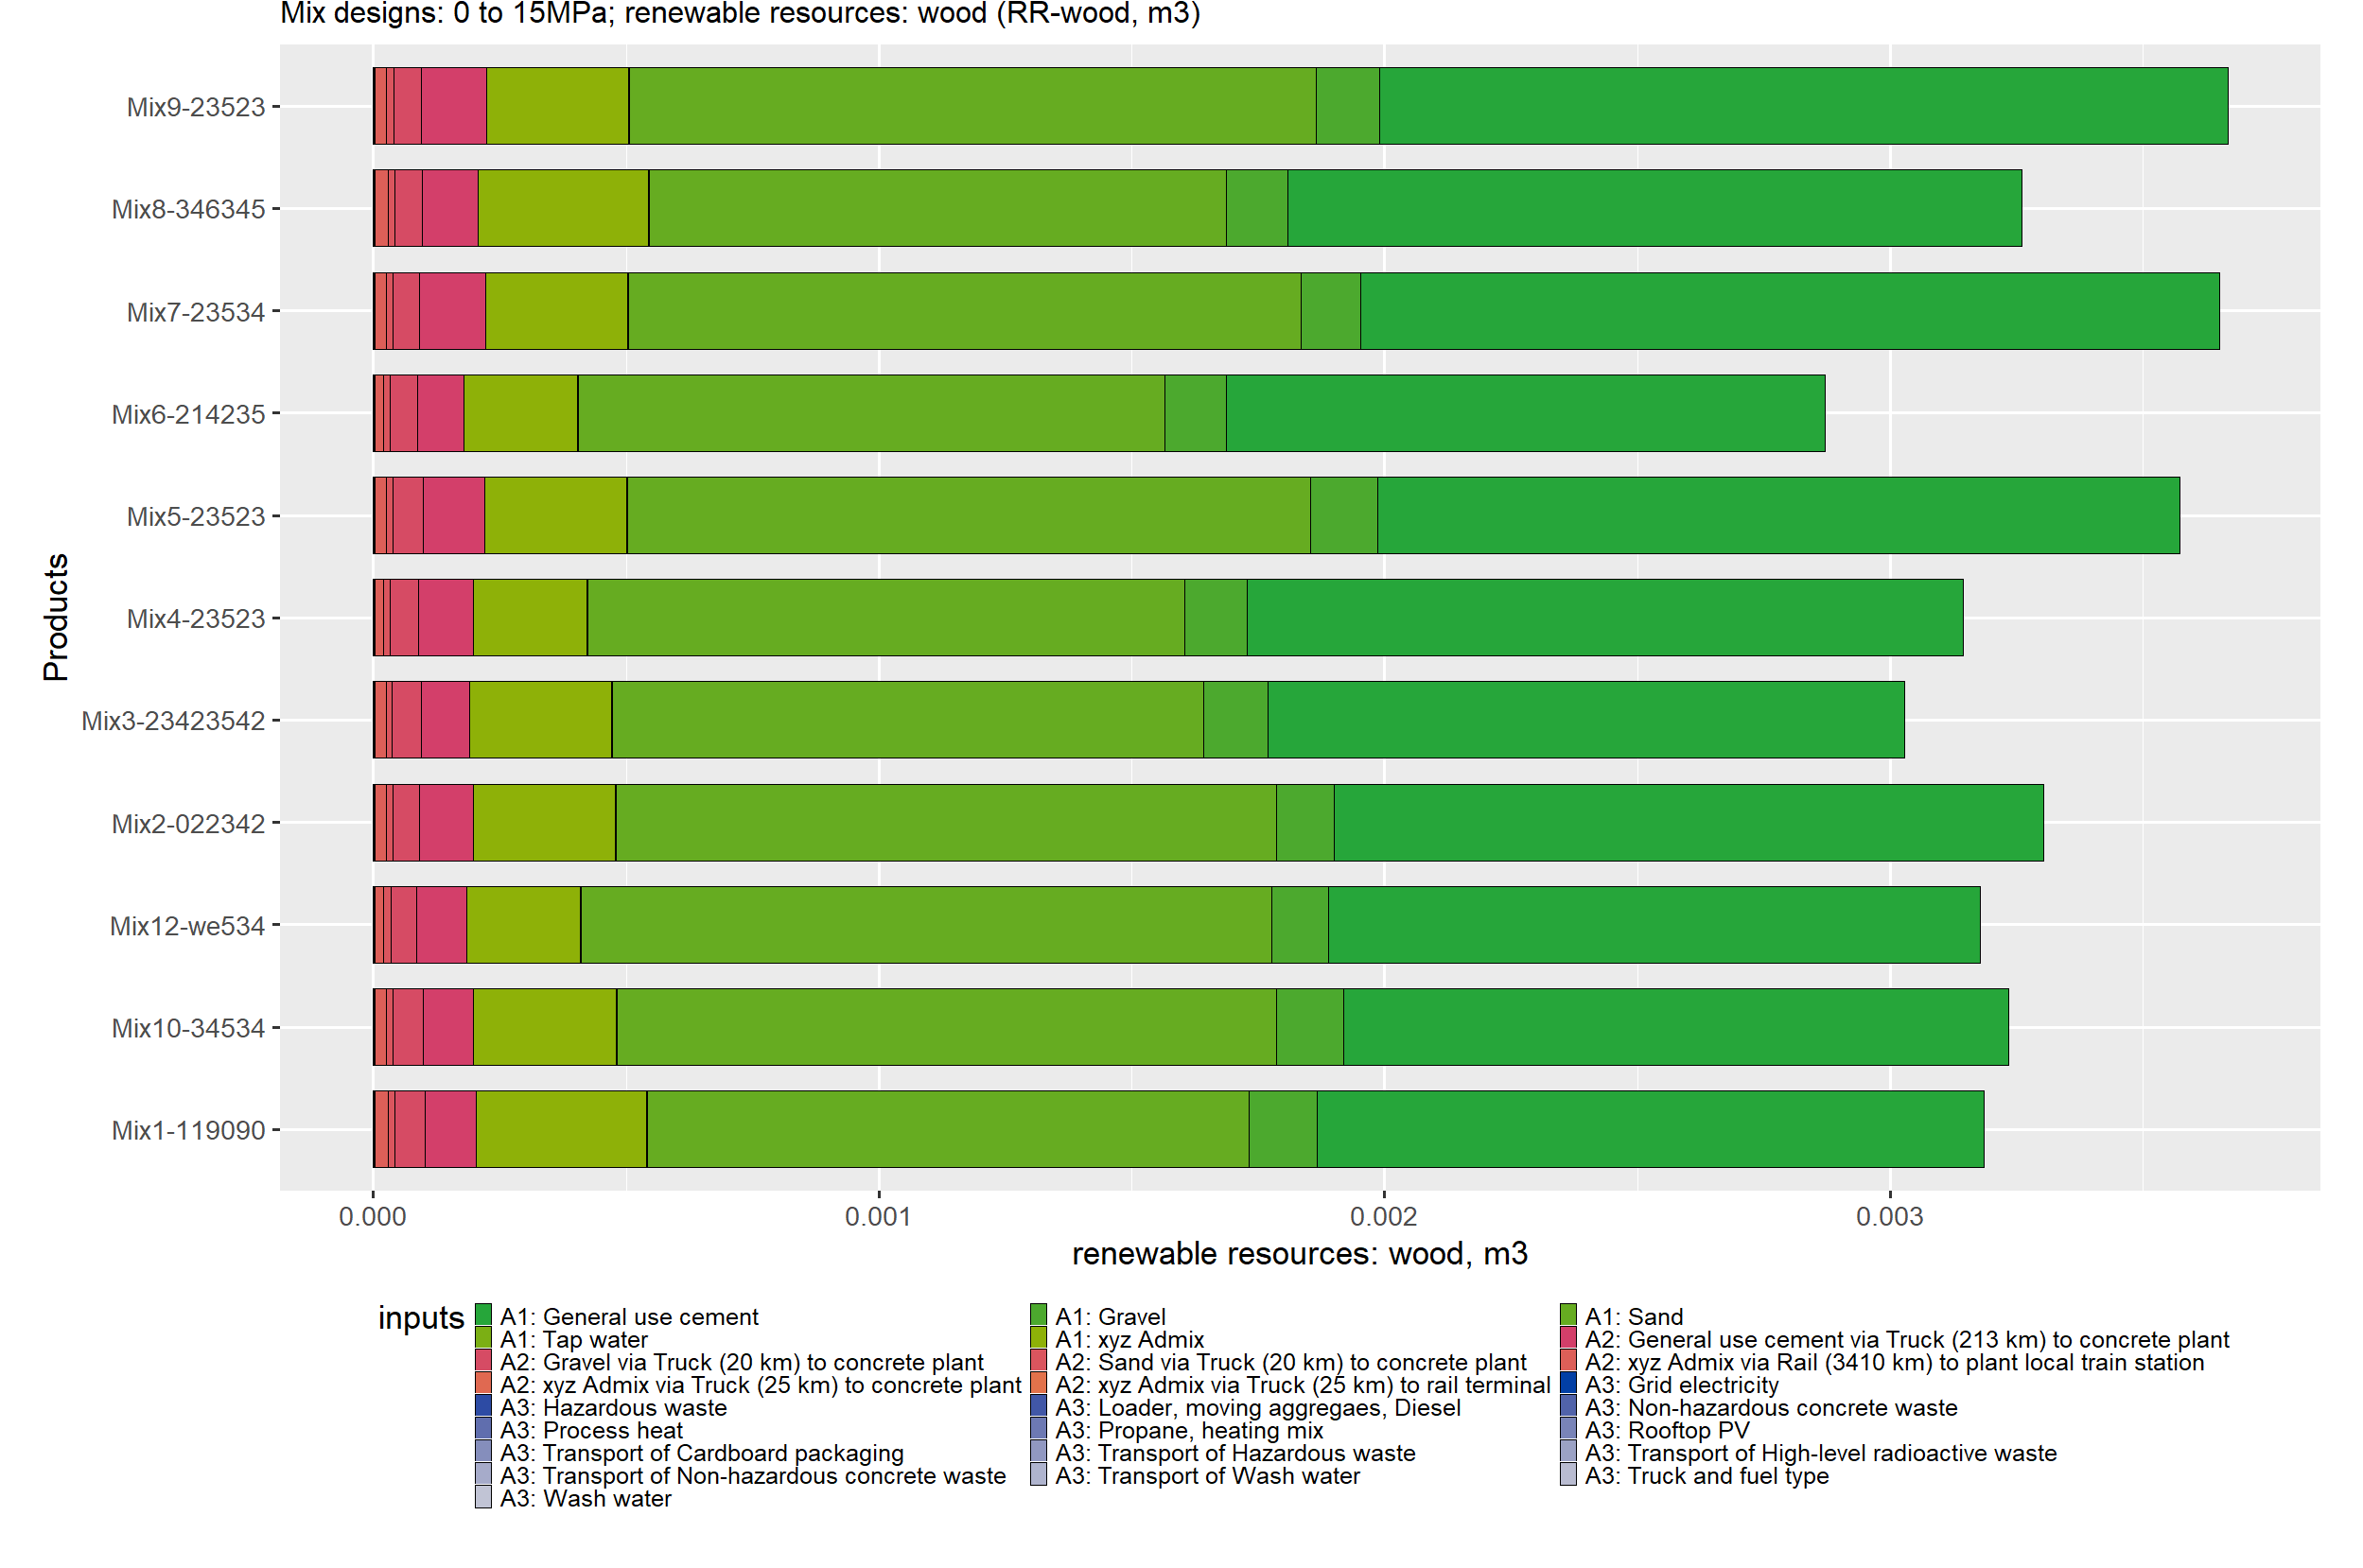 Mix designs: 0 to 15MPa; renewable resources: wood (RR-wood, m3)
Products
Mix9-23523
Mix8-346345
Mix7-23534
Mix6-214235
Mix5-23523
Mix4-23523
Mix3-23423542
Mix2-022342
Mix12-we534
Mix10-34534
Mix1-119090
0.000 0.001 0.002 0.003
renewable resources: wood, m3
inputs
A1: General use cement A1: Gravel A1: Sand
A1: Tap water A1: xyz Admix A2: General use cement via Truck (213 km) to concrete plant
A2: Gravel via Truck (20 km) to concrete plant A2: Sand via Truck (20 km) to concrete plant A2: xyz Admix via Rail (3410 km) to plant local train station
A2: xyz Admix via Truck (25 km) to concrete plant A2: xyz Admix via Truck (25 km) to rail terminal A3: Grid electricity
A3: Hazardous waste A3: Loader, moving aggregaes, Diesel A3: Non-hazardous concrete waste
A3: Process heat A3: Propane, heating mix A3: Rooftop PV
A3: Transport of Cardboard packaging A3: Transport of Hazardous waste A3: Transport of High-level radioactive waste
A3: Transport of Non-hazardous concrete waste A3: Transport of Wash water A3: Truck and fuel type
A3: Wash water